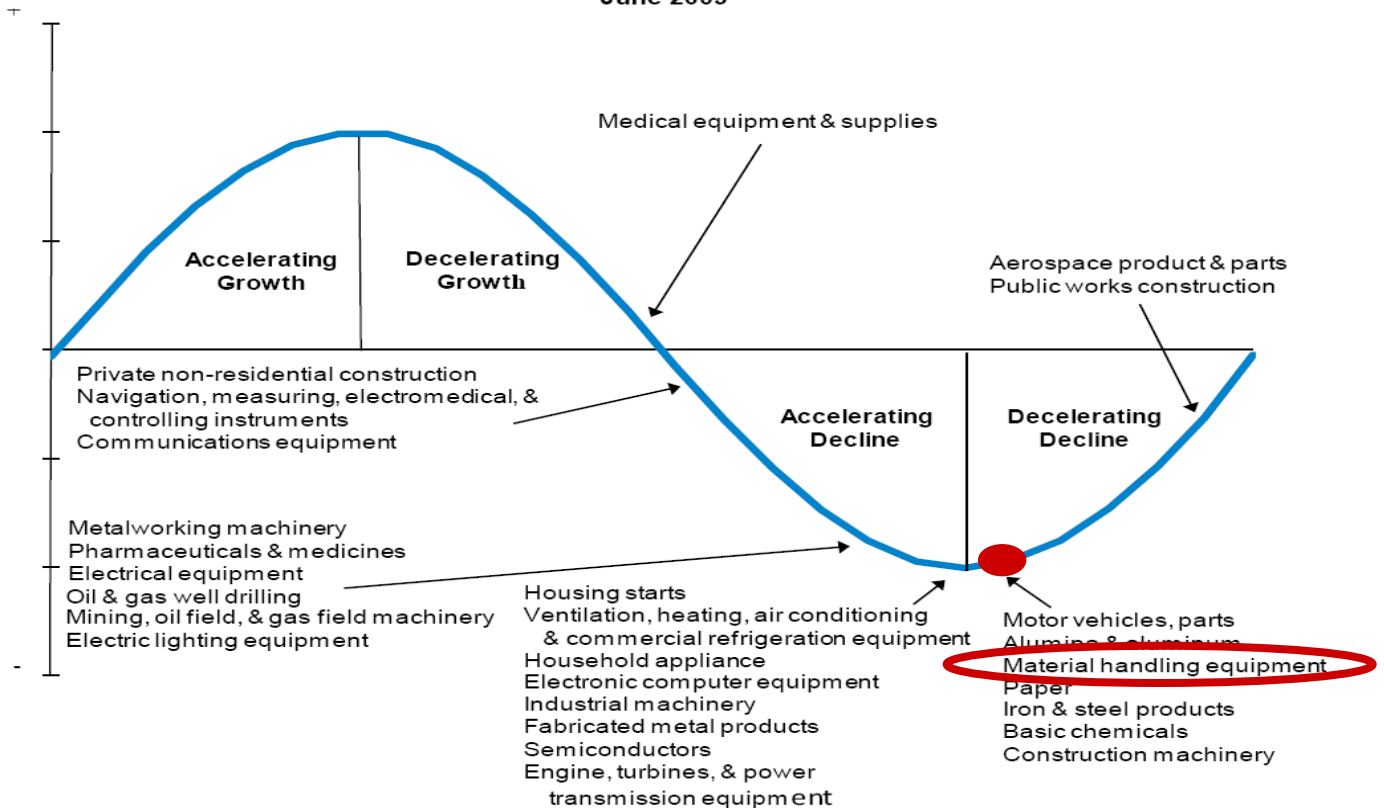 +
Medical equipment & supplies
Aerospace product & parts
Public works construction
Accelerating
Growth
Decelerating
Growth
Private non-residential construction
Navigation, measuring, electromedical, &
controlling instruments
Communications equipment
Accelerating
Decline
Decelerating
Decline
Metalworking machinery
Pharmaceuticals & medicines
Electrical equipment
Oil & gas well drilling
Mining, oil field, & gas field machinery
Electric lighting equipment
-
Housing starts
Ventilation, heating, air conditioning
& commercial refrigeration equipment
Household appliance
Electronic computer equipment
Industrial machinery
Fabricated metal products
Semiconductors
Engine, turbines, & power
transmission equipment
Motor vehicles, parts
Alumina & aluminum
Material handling equipment
Paper
Iron & steel products
Basic chemicals
Construction machinery